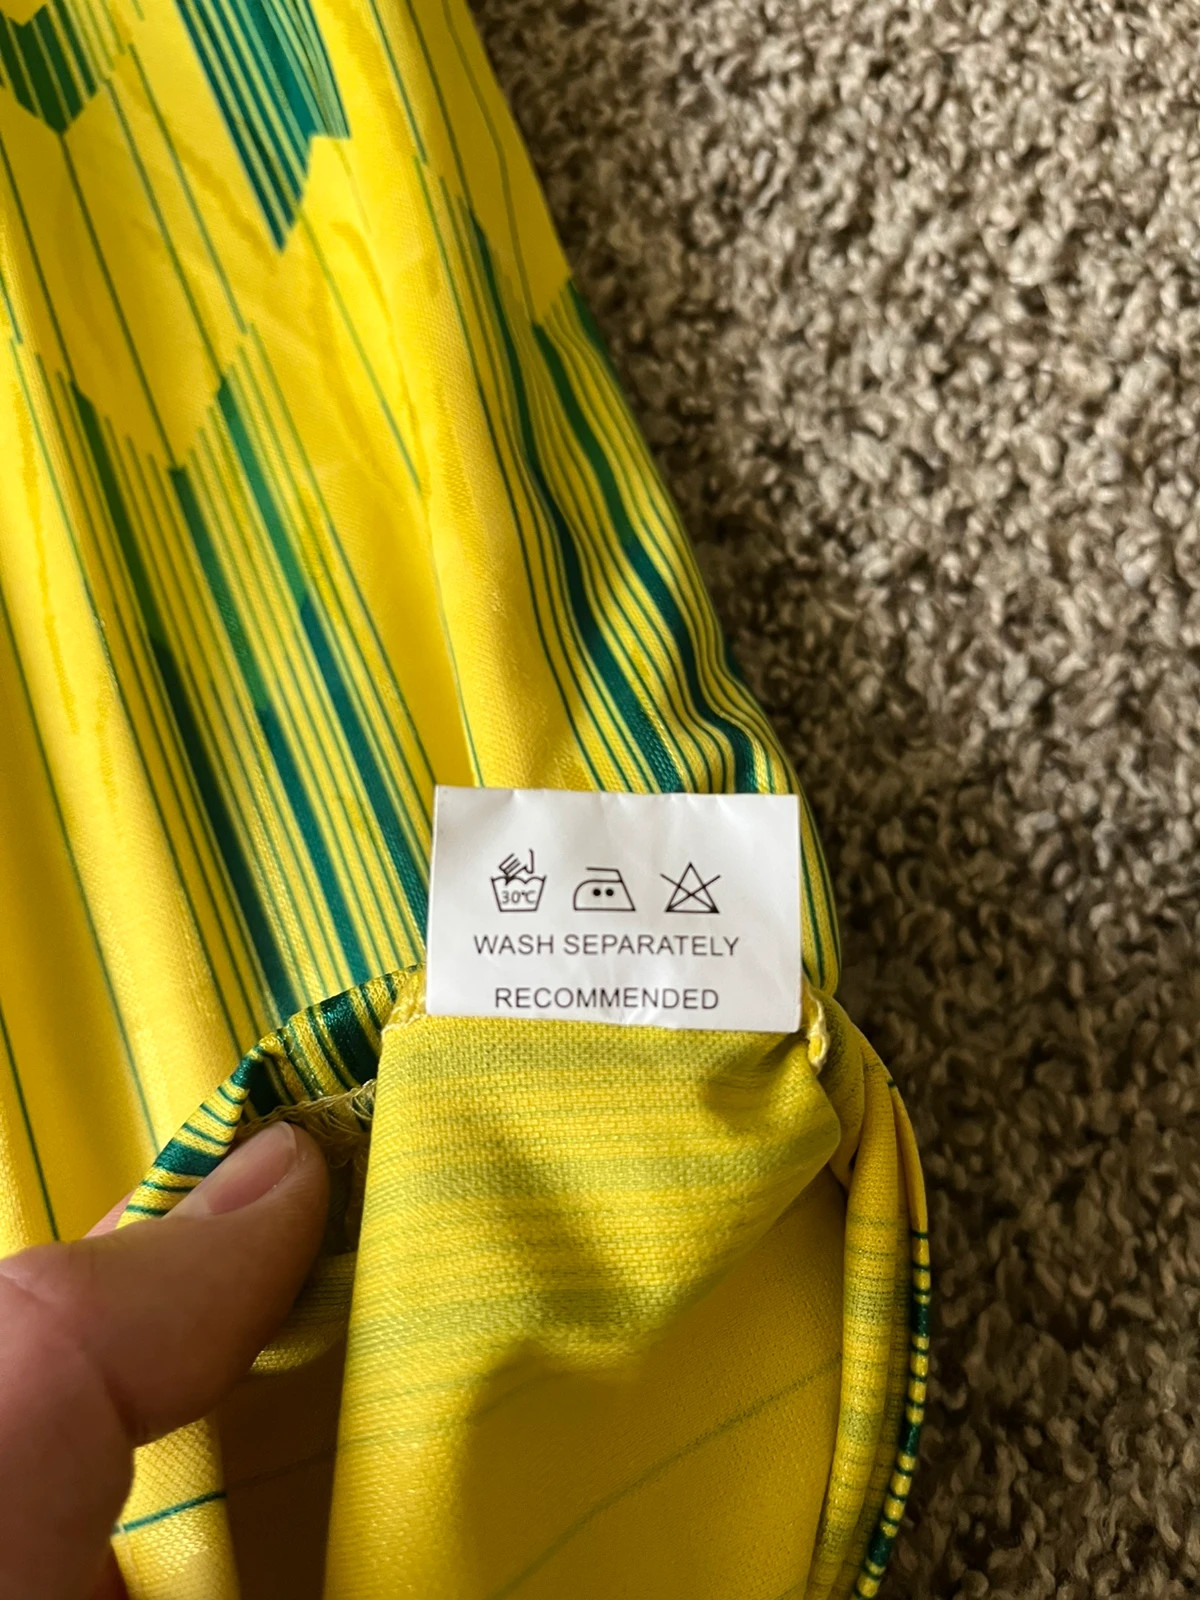 30°C
WASH SEPARATELY
RECOMMENDED